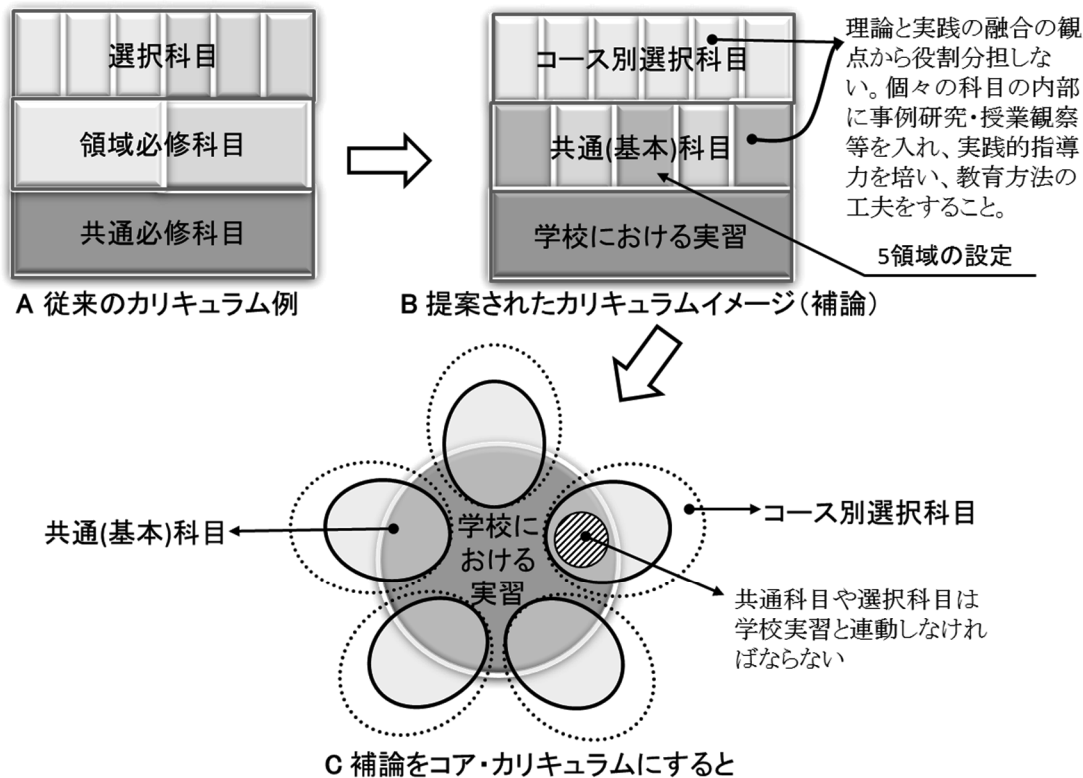 選択科目
領域必修科目
共通必修科目
A 従来のカリキュラム例
コース別選択科目
共通(基本)科目
学校における実習
B 提案されたカリキュラムイメージ（補論）
理論と実践の融合の観
点から役割分担しな
い。個々の科目の内部
に事例研究・授業観察
等を入れ、実践的指導
力を培い、教育方法の
工夫をすること。
5領域の設定
共通(基本)科目
学校に
おける
実習
コース別選択科目
共通科目や選択科目は
学校実習と連動しなけれ
ばならない
C 補論をコア・カリキュラムにすると